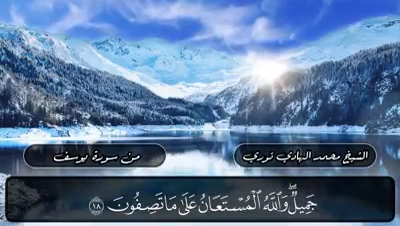 الشيخ محمد الهادي توري
من سورة يوسف
جَمِيلٌۖ وَٱللَّهُ ٱلۡمُسۡتَعَانُ عَلَىٰ مَا تَصِفُونَ ١٨